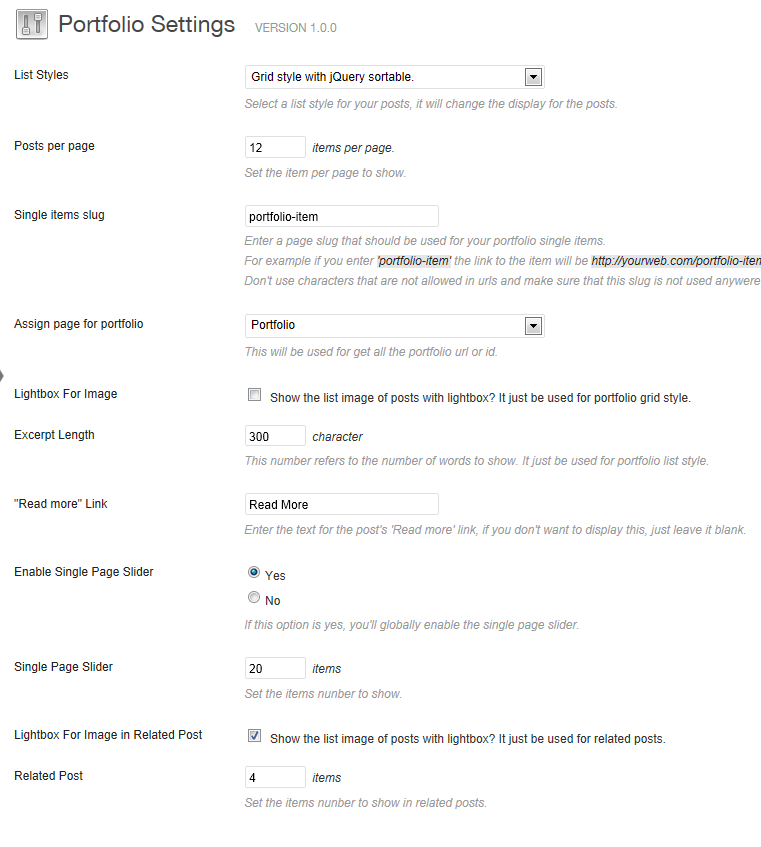 Portfolio Settings VERSION 1.0.0
List Styles Grid style with jQuery sortable.
Select a list style for your posts, it will change the display for the posts.
Posts per page 12 items per page.
Set the item per page to show.
Single items slug portfolio-item
Enter a page slug that should be used for your portfolio single items.
For example if you enter 'portfolio-item' the link to the item will be http://yourweb.com/portfolio-iten
Don't use characters that are not allowed in urls and make sure that this slug is not used anywere
Assign page for portfolio Portfolio
This will be used for get all the portfolio url or id.
Lightbox For Image Show the list image of posts with lightbox? It just be used for portfolio grid style.
Excerpt Length 300 character
This number refers to the number of words to show. It just be used for portfolio list style.
"Read more" Link Read More
Enter the text for the post's 'Read more' link, if you don't want to display this, just leave it blank.
Enable Single Page Slider Yes
No
If this option is yes, you'll globally enable the single page slider.
Single Page Slider 20 items
Set the items nunber to show.
Lightbox For Image in Related Post Show the list image of posts with lightbox? It just be used for related posts.
Related Post 4 items
Set the items nunber to show in related posts.